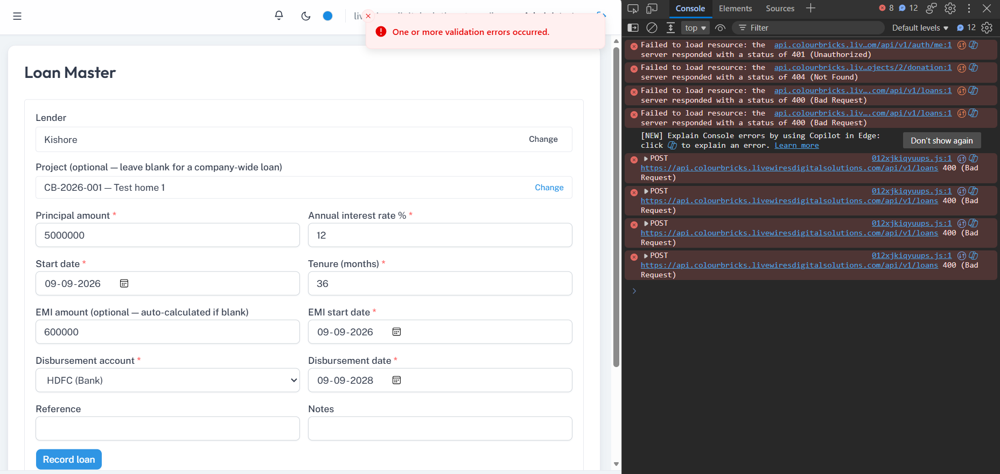 One or more validation errors occurred.
Loan Master
Lender
Kishore
Change
Project (optional — leave blank for a company-wide loan)
CB-2026-001 — Test home 1
Change
Principal amount *
Annual interest rate % *
5000000
12
Start date *
Tenure (months) *
09-09-2026
36
EMI amount (optional — auto-calculated if blank)
EMI start date *
600000
09-09-2026
Disbursement account *
Disbursement date *
HDFC (Bank)
09-09-2028
Reference
Notes
Record loan
Console
Elements
Sources
8
12
top
Filter
Default levels
12
Failed to load resource: the api.colourbricks.liv…om/api/v1/auth/me:1
server responded with a status of 401 (Unauthorized)
Failed to load resource: the api.colourbricks.liv…ojects/2/donation:1
server responded with a status of 404 (Not Found)
Failed to load resource: the api.colourbricks.liv….com/api/v1/loans:1
server responded with a status of 400 (Bad Request)
Failed to load resource: the api.colourbricks.liv….com/api/v1/loans:1
server responded with a status of 400 (Bad Request)
[NEW] Explain Console errors by using Copilot in Edge:
click to explain an error. Learn more
Don't show again
POST 012xjkiqyuups.js:1
https://api.colourbricks.livewiresdigitalsolutions.com/api/v1/loans 400 (Bad
Request)
POST 012xjkiqyuups.js:1
https://api.colourbricks.livewiresdigitalsolutions.com/api/v1/loans 400 (Bad
Request)
POST 012xjkiqyuups.js:1
https://api.colourbricks.livewiresdigitalsolutions.com/api/v1/loans 400 (Bad
Request)
POST 012xjkiqyuups.js:1
https://api.colourbricks.livewiresdigitalsolutions.com/api/v1/loans 400 (Bad
Request)